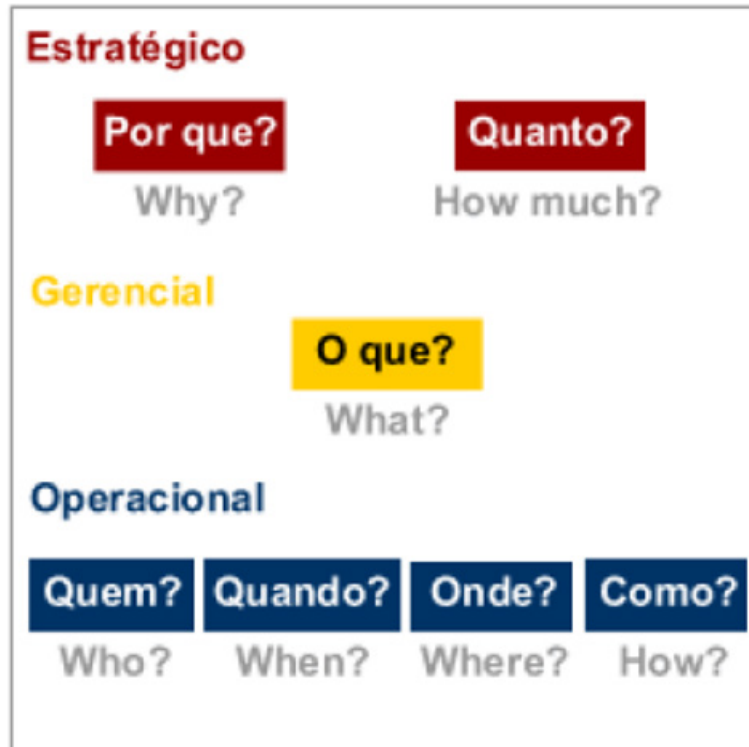 Estratégico
Por que? Quanto?
Why? How much?
Gerencial
O que?
What?
Operacional
Quem? Quando? Onde? Como?
Who? When? Where? How?